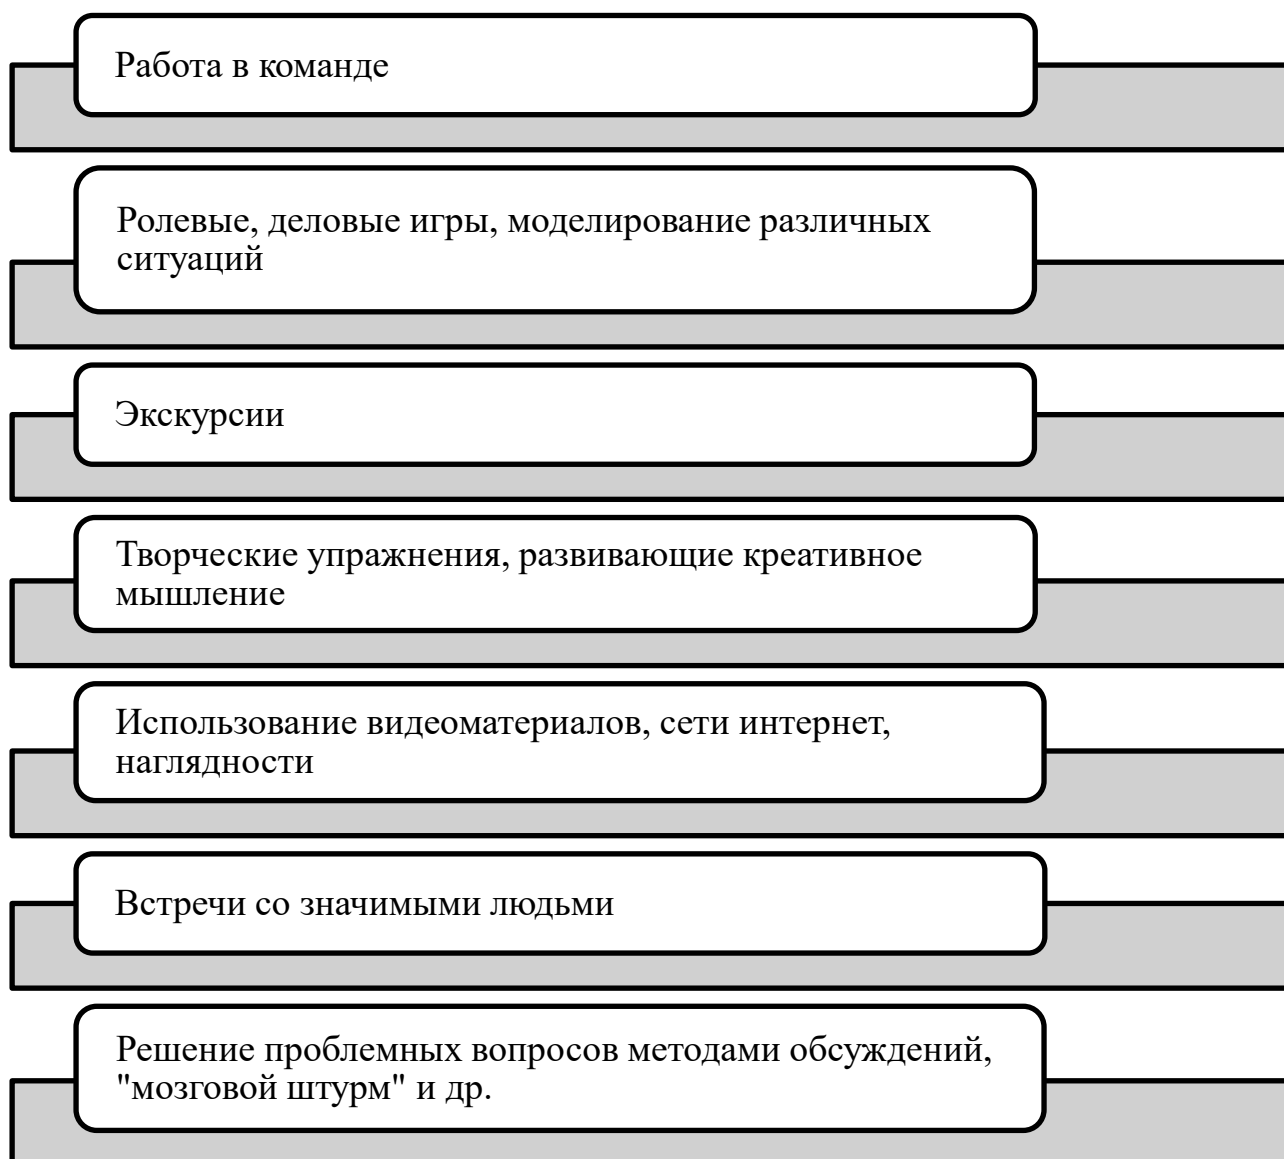 Работа в команде
Ролевые, деловые игры, моделирование различных
ситуаций
Экскурсии
Творческие упражнения, развивающие креативное
мышление
Использование видеоматериалов, сети интернет,
наглядности
Встречи со значимыми людьми
Решение проблемных вопросов методами обсуждений,
"мозговой штурм" и др.